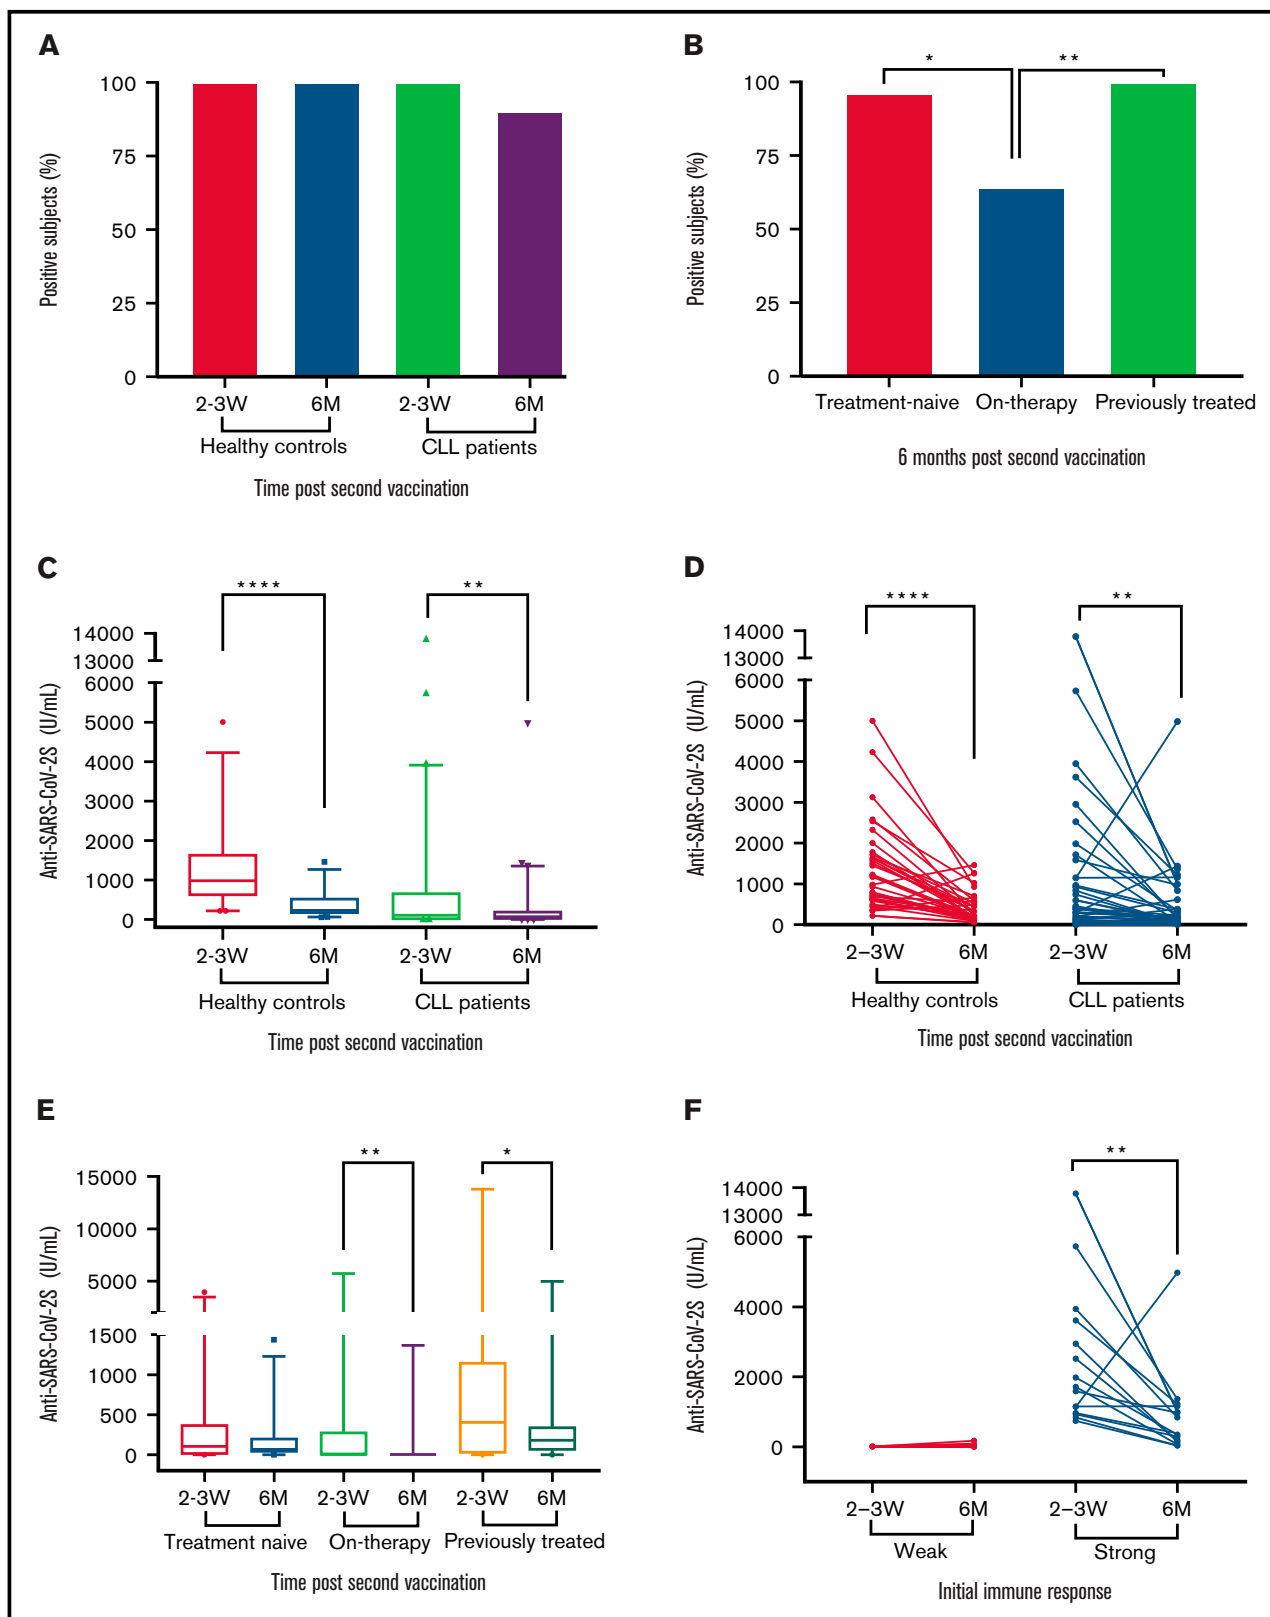 A
Positive subjects (%)
100
75
50
25
0
2-3W 6M 2-3W 6M
Healthy controls CLL patients
Time post second vaccination
B
* **
Positive subjects (%)
100
75
50
25
0
Treatment-naive On-therapy Previously treated
6 months post second vaccination
C
**** **
Anti-SARS-CoV-2S (U/mL)
14000
13000
6000
5000
4000
3000
2000
1000
0
2-3W 6M 2-3W 6M
Healthy controls CLL patients
Time post second vaccination
D
**** **
Anti-SARS-CoV-2S (U/mL)
14000
13000
6000
5000
4000
3000
2000
1000
0
2–3W 6M 2–3W 6M
Healthy controls CLL patients
Time post second vaccination
E
** *
Anti-SARS-CoV-2S (U/mL)
15000
10000
5000
1500
1000
500
0
2-3W 6M 2-3W 6M 2-3W 6M
Treatment naive On-therapy Previously treated
Time post second vaccination
F
**
Anti-SARS-CoV-2S (U/mL)
14000
13000
6000
4000
2000
0
2–3W 6M 2–3W 6M
Weak Strong
Initial immune response